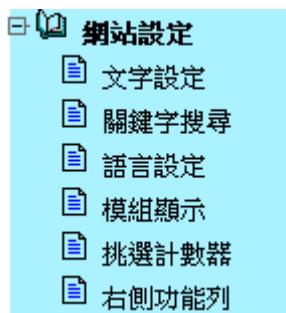 網站設定
文字設定
關鍵字搜尋
語言設定
模組顯示
挑選計數器
右側功能列